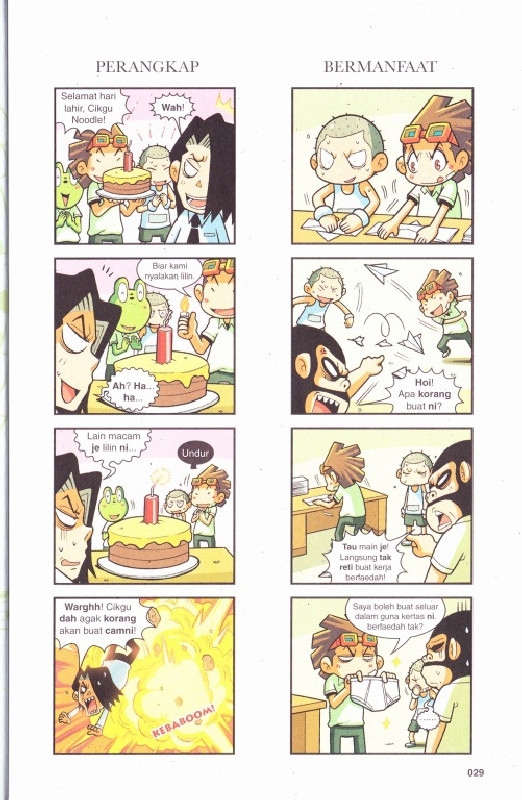 PERANGKAP
Selamat hari
lahir, Cikgu
Noodle!
Wah!
Biar kami
nyalakan lilin.
Ah? Ha...
ha...
Lain macam
je lilin ni...
Undur
Warghh! Cikgu
dah agak korang
akan buat camni!
KEBABOOM!
BERMANFAAT
Hoi!
Apa korang
buat ni?
Tau main je!
Langsung tak
reti buat kerja
berfaedah!
Saya boleh buat seluar
dalam guna kertas ni,
berfaedah tak?
........
029